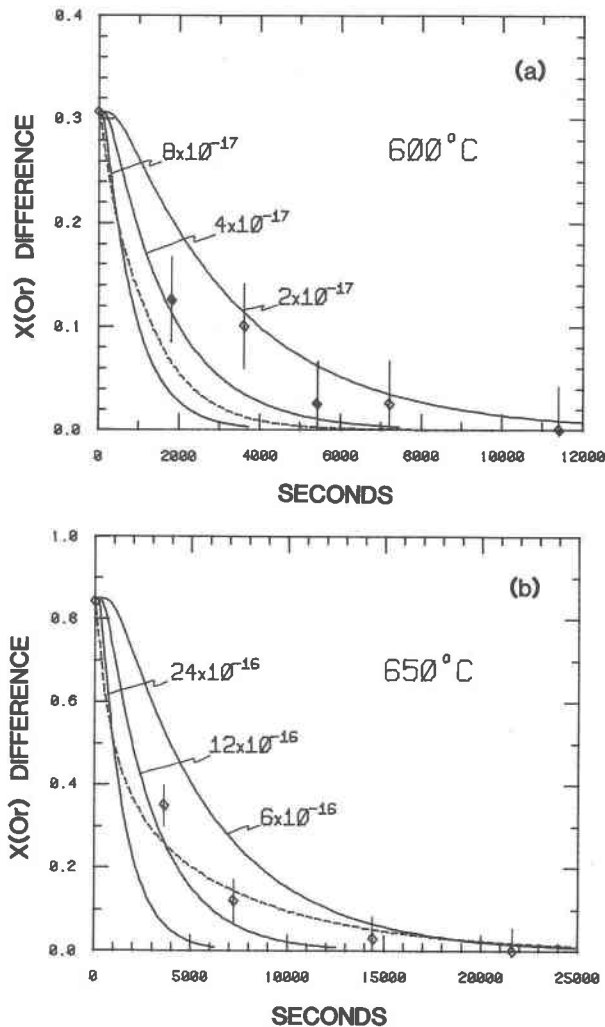 0.4
(a)
600°C
0.3
8x10⁻¹⁷
4x10⁻¹⁷
0.2
2x10⁻¹⁷
0.1
0.0
X(Or) DIFFERENCE
0 2000 4000 6000 8000 10000 12000
SECONDS
1.0
(b)
650°C
0.8
24x10⁻¹⁶
0.6
12x10⁻¹⁶
0.4
6x10⁻¹⁶
0.2
0.0
X(Or) DIFFERENCE
0 5000 10000 15000 20000 25000
SECONDS